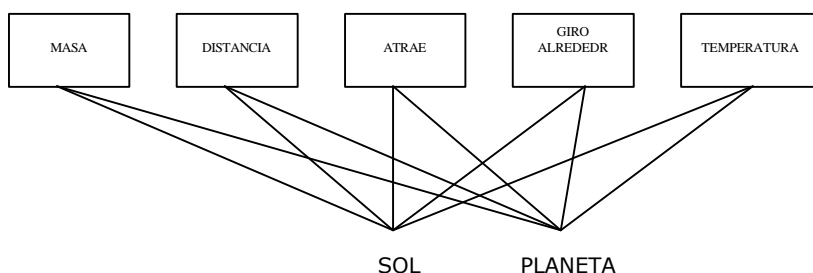 MASA
DISTANCIA
ATRAE
GIRO
ALREDEDR
TEMPERATURA
SOL
PLANETA